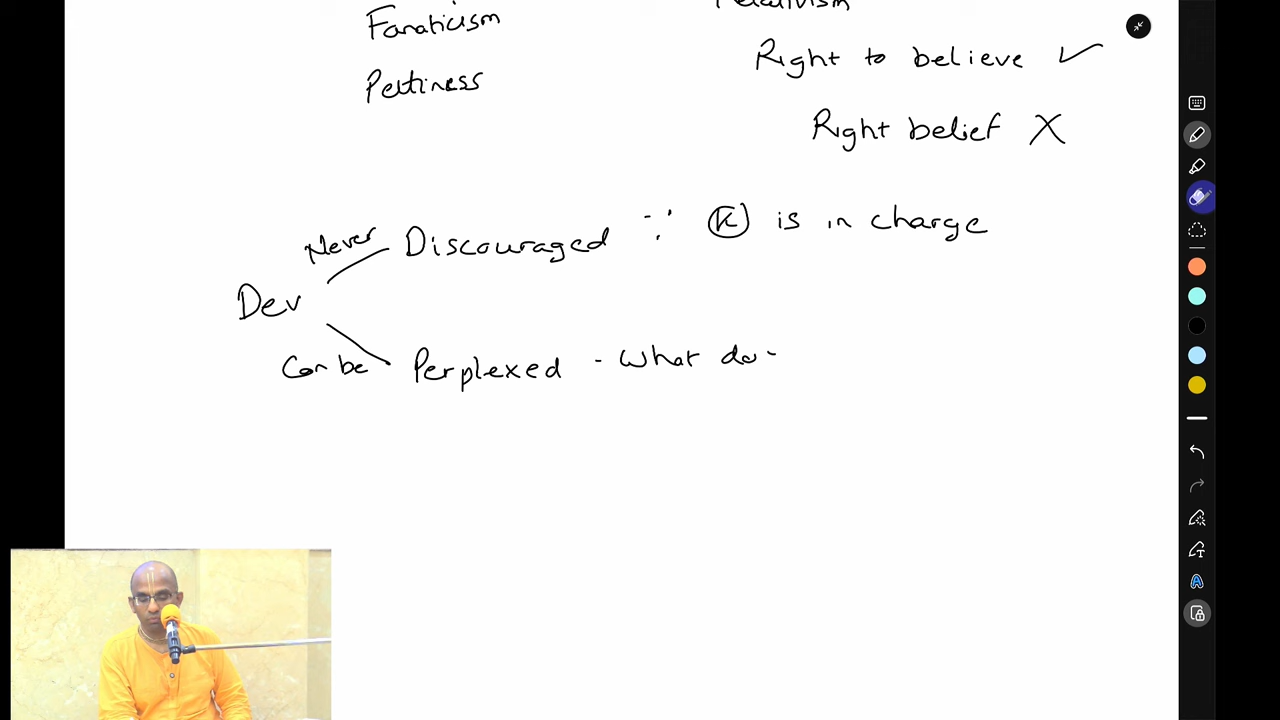 Fanaticism
Pettiness
Right to believe ✓
Right belief X
Never Discouraged ∵ Ⓚ is in charge
Dev
Can be Perplexed - What do-